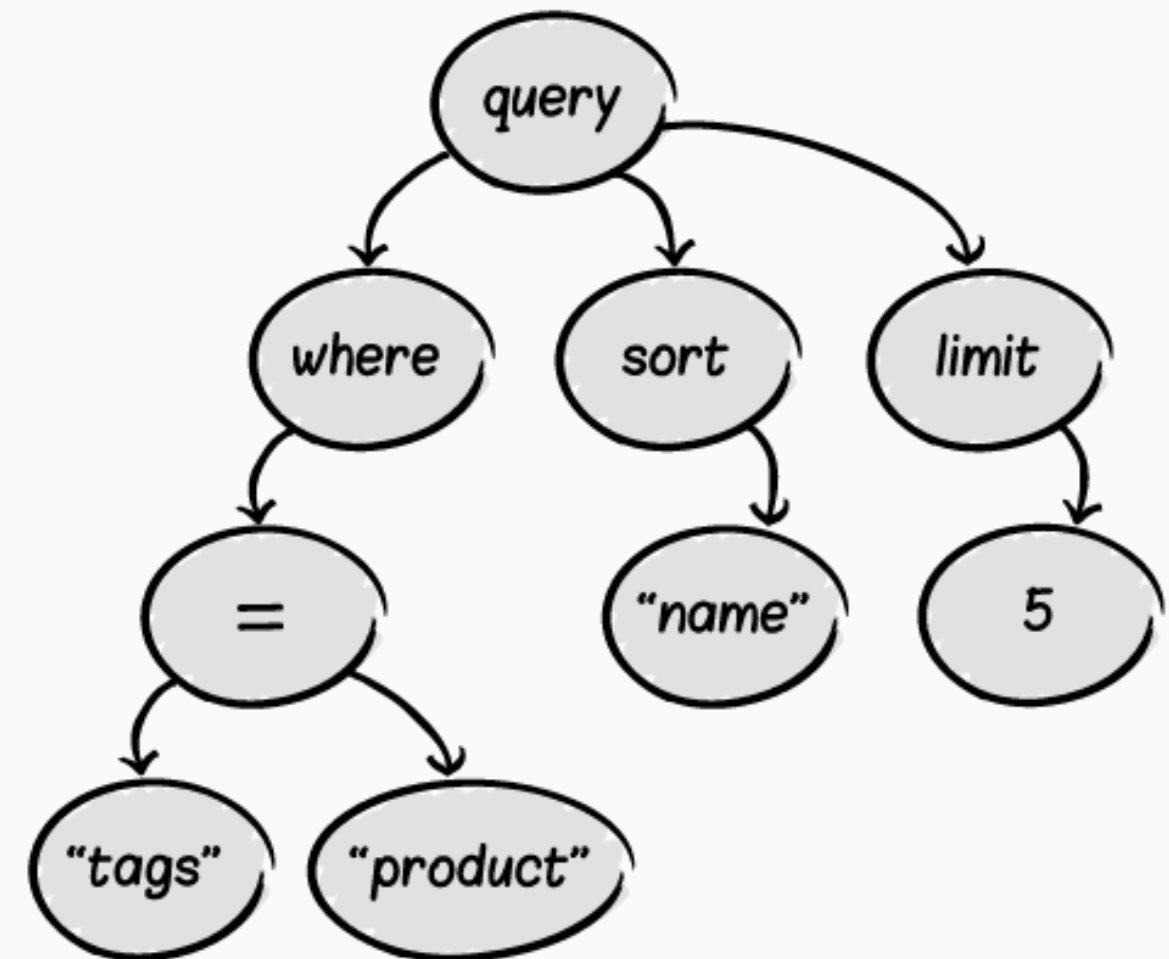 query
where
sort
limit
=
“name”
5
“tags”
“product”